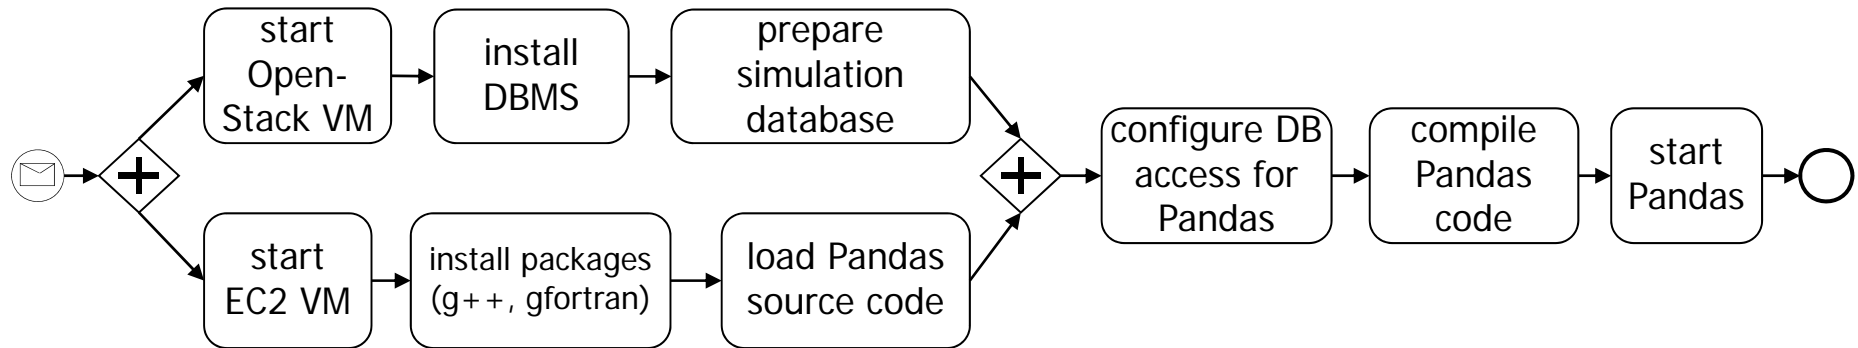 start
Open-
Stack VM
install
DBMS
prepare
simulation
database
start
EC2 VM
install packages
(g++, gfortran)
load Pandas
source code
configure DB
access for
Pandas
compile
Pandas
code
start
Pandas